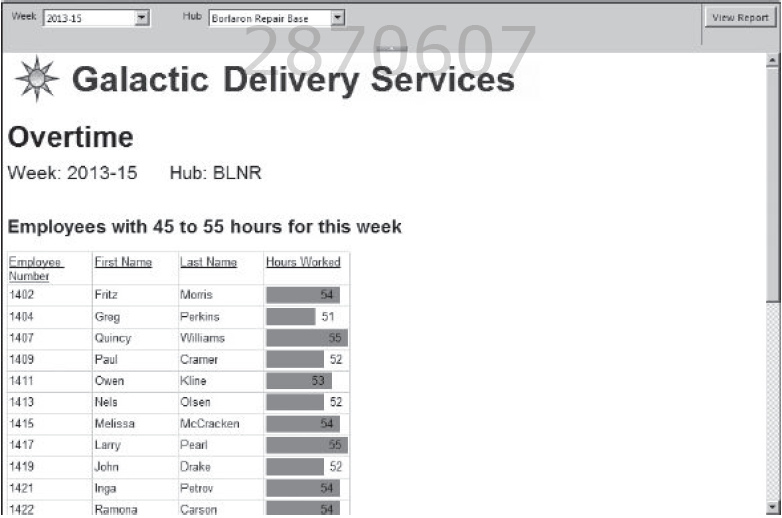 Week 2013-15 Hub Borlaron Repair Base View Report
2870607
Galactic Delivery Services
Overtime
Week: 2013-15 Hub: BLNR
Employees with 45 to 55 hours for this week
Employee Number First Name Last Name Hours Worked
1402 Fritz Morris 54
1404 Greg Perkins 51
1407 Quincy Williams 55
1409 Paul Cramer 52
1411 Owen Kline 53
1413 Nels Olsen 52
1415 Melissa McCracken 54
1417 Larry Pearl 55
1419 John Drake 52
1421 Inga Petrov 54
1422 Ramona Carson 54